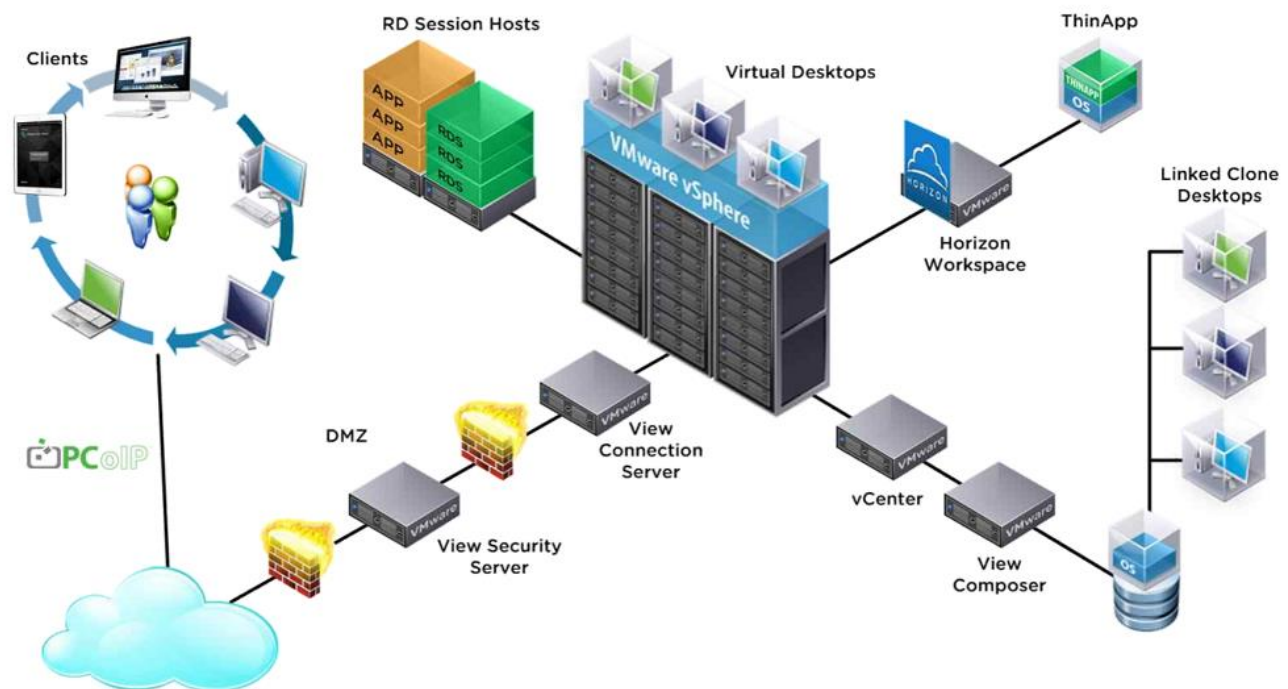 RD Session Hosts
ThinApp
Clients
Virtual Desktops
THINAPP
OS
APP
APP
APP
RDS
RDS
RDS
VMware vSphere
HORIZON
VMware
Linked Clone
Desktops
Horizon
Workspace
PCoIP
DMZ
VMware
View
Connection
Server
VMware
View Security
Server
VMware
vCenter
VMware
View
Composer
OS